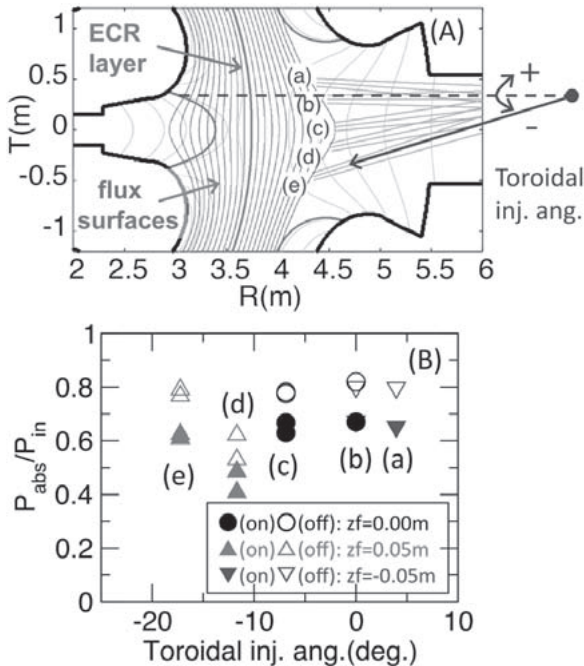 (A)
ECR
layer
flux
surfaces
(a)
(b)
(c)
(d)
(e)
+
-
Toroidal
inj. ang.
T(m)
1
0.5
0
-0.5
-1
2 2.5 3 3.5 4 4.5 5 5.5 6
R(m)
(B)
P_abs/P_in
1
0.8
0.6
0.4
0.2
0
(e)
(d)
(c)
(b) (a)
(on) (off): zf=0.00m
(on) (off): zf=0.05m
(on) (off): zf=-0.05m
-20 -10 0 10
Toroidal inj. ang.(deg.)